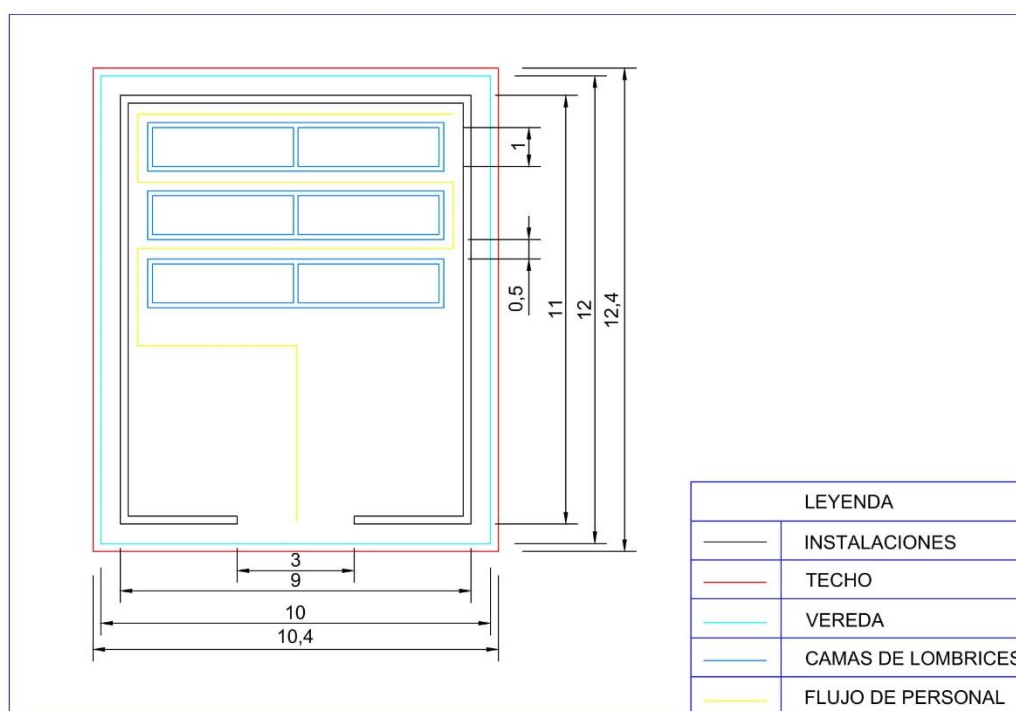 1
0,5
11
12
12,4
3
9
10
10,4
LEYENDA
INSTALACIONES
TECHO
VEREDA
CAMAS DE LOMBRICES
FLUJO DE PERSONAL